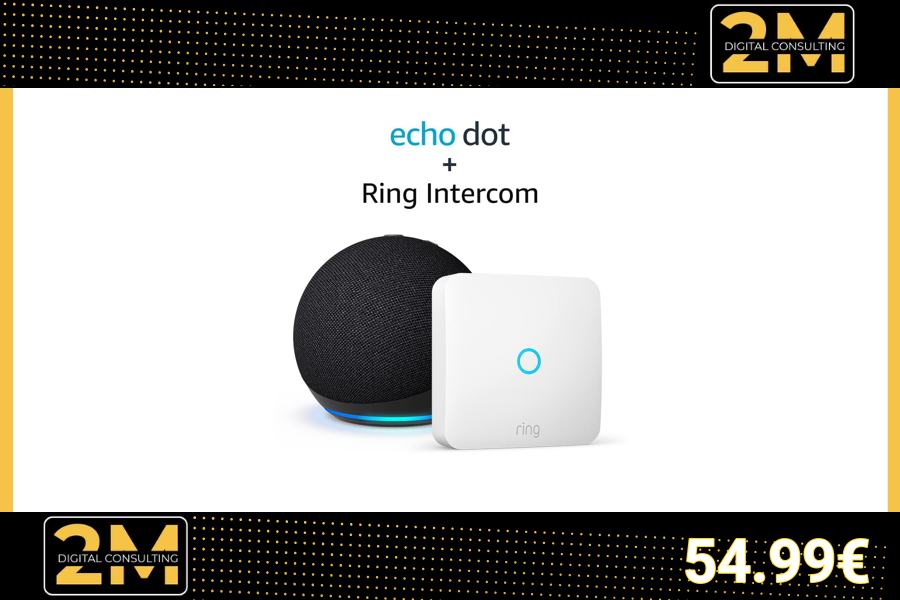 2M
DIGITAL CONSULTING
echo dot
+
Ring Intercom
ring
2M
DIGITAL CONSULTING
54.99€